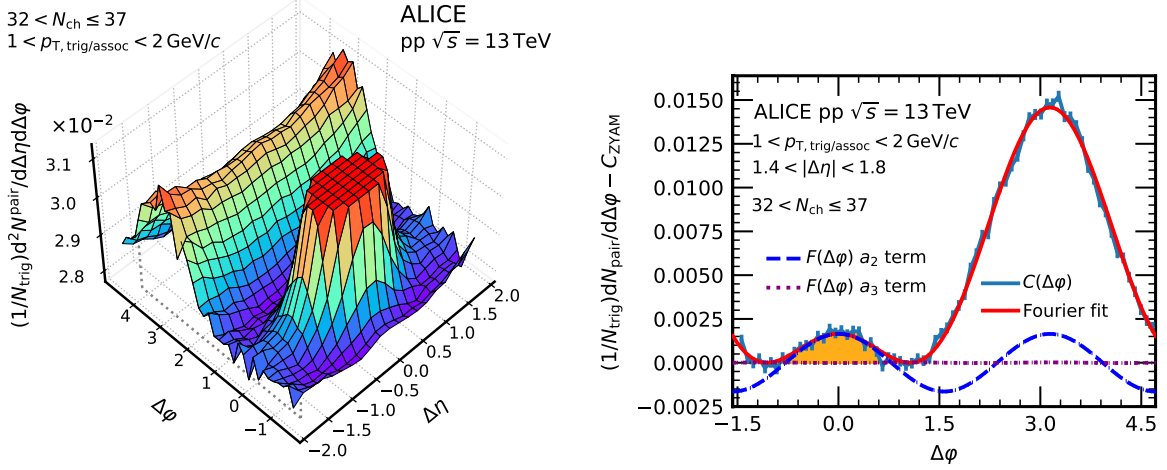 32 < N_ch ≤ 37
1 < p_T,trig/assoc < 2 GeV/c
ALICE
pp √s = 13 TeV
(1/N_trig)d²N^pair/dΔηdΔφ
×10⁻²
3.1
3.0
2.9
2.8
4
3
2
1
0
−1
Δφ
−2.0
−1.5
−1.0
−0.5
0.0
0.5
1.0
1.5
2.0
Δη
(1/N_trig)dN_pair/dΔφ − C_ZYAM
0.0150
0.0125
0.0100
0.0075
0.0050
0.0025
0.0000
−0.0025
ALICE pp √s = 13 TeV
1 < p_T,trig/assoc < 2 GeV/c
1.4 < |Δη| < 1.8
32 < N_ch ≤ 37
F(Δφ) a₂ term
F(Δφ) a₃ term
C(Δφ)
Fourier fit
−1.5 0.0 1.5 3.0 4.5
Δφ